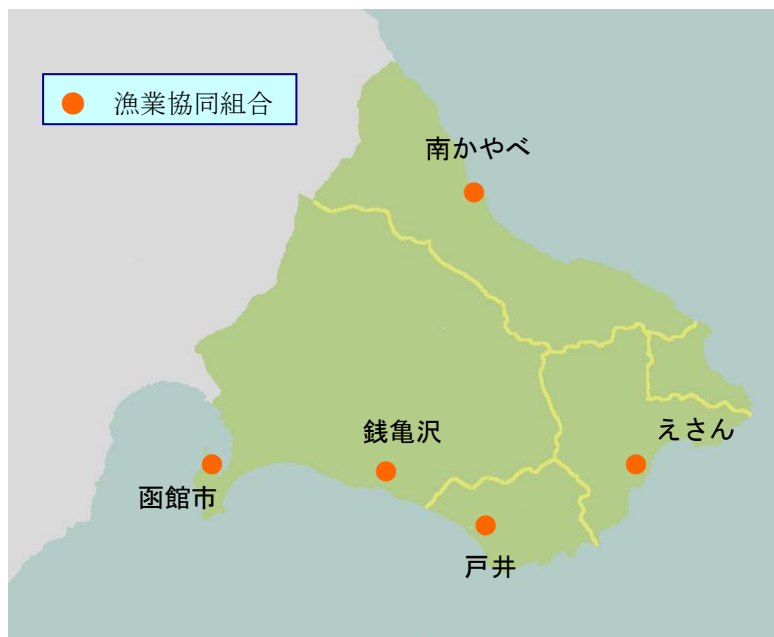 漁業協同組合
南かやべ
銭亀沢
えさん
函館市
戸井